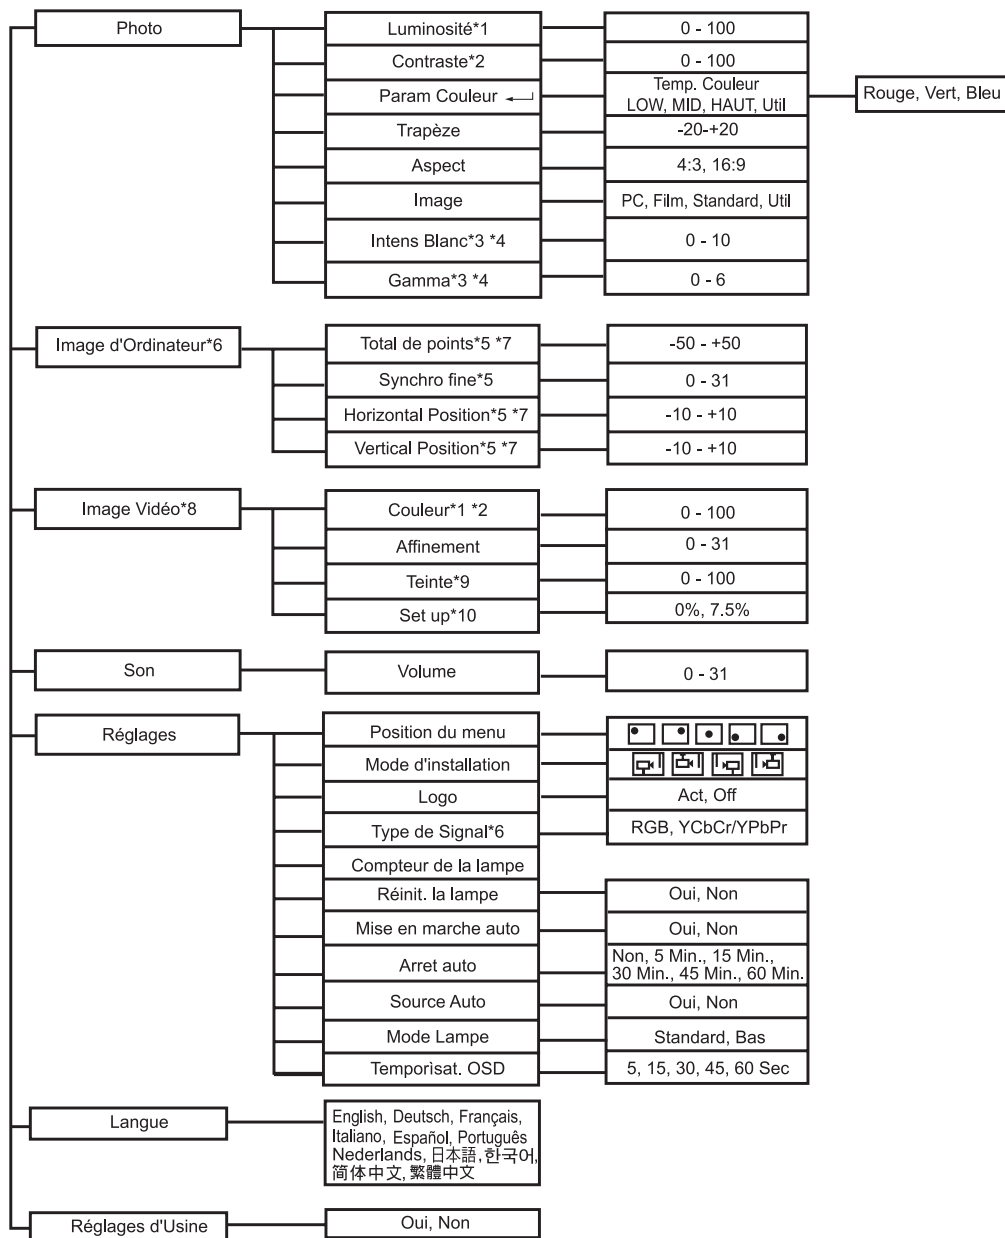 Photo
Luminosité*1
0 - 100
Contraste*2
0 - 100
Param Couleur
Temp. Couleur
LOW, MID, HAUT, Util
Rouge, Vert, Bleu
Trapèze
-20-+20
Aspect
4:3, 16:9
Image
PC, Film, Standard, Util
Intens Blanc*3 *4
0 - 10
Gamma*3 *4
0 - 6
Image d'Ordinateur*6
Total de points*5 *7
-50 - +50
Synchro fine*5
0 - 31
Horizontal Position*5 *7
-10 - +10
Vertical Position*5 *7
-10 - +10
Image Vidéo*8
Couleur*1 *2
0 - 100
Affinement
0 - 31
Teinte*9
0 - 100
Set up*10
0%, 7.5%
Son
Volume
0 - 31
Réglages
Position du menu
Mode d'installation
Logo
Act, Off
Type de Signal*6
RGB, YCbCr/YPbPr
Compteur de la lampe
Réinit. la lampe
Oui, Non
Mise en marche auto
Oui, Non
Arret auto
Non, 5 Min., 15 Min.,
30 Min., 45 Min., 60 Min.
Source Auto
Oui, Non
Mode Lampe
Standard, Bas
Temporìsat. OSD
5, 15, 30, 45, 60 Sec
Langue
English, Deutsch, Français,
Italiano, Español, Português
Nederlands, 日本語, 한국어,
简体中文, 繁體中文
Réglages d'Usine
Oui, Non